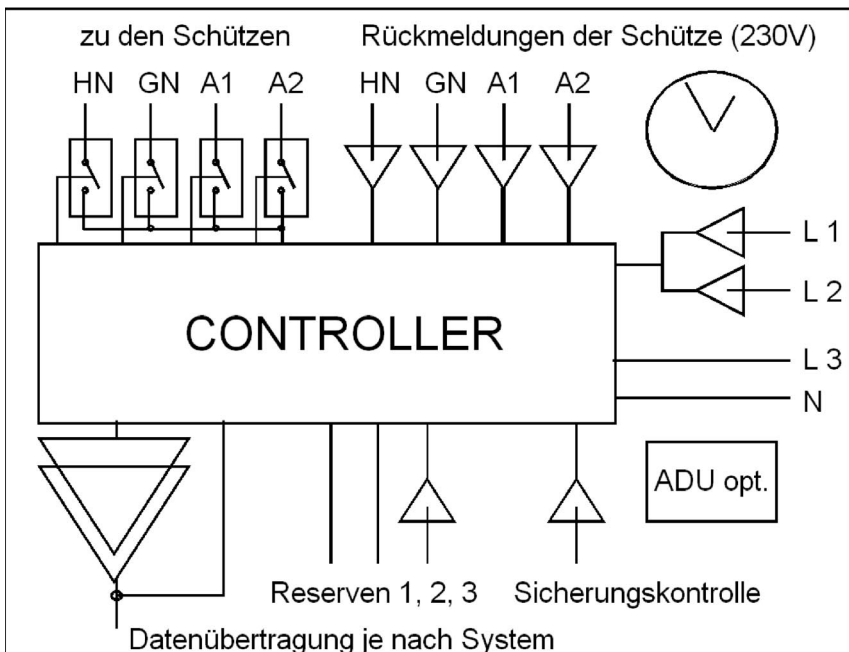 zu den Schützen
Rückmeldungen der Schütze (230V)
HN GN A1 A2
HN GN A1 A2
L 1
L 2
CONTROLLER
L 3
N
ADU opt.
Reserven 1, 2, 3
Sicherungskontrolle
Datenübertragung je nach System